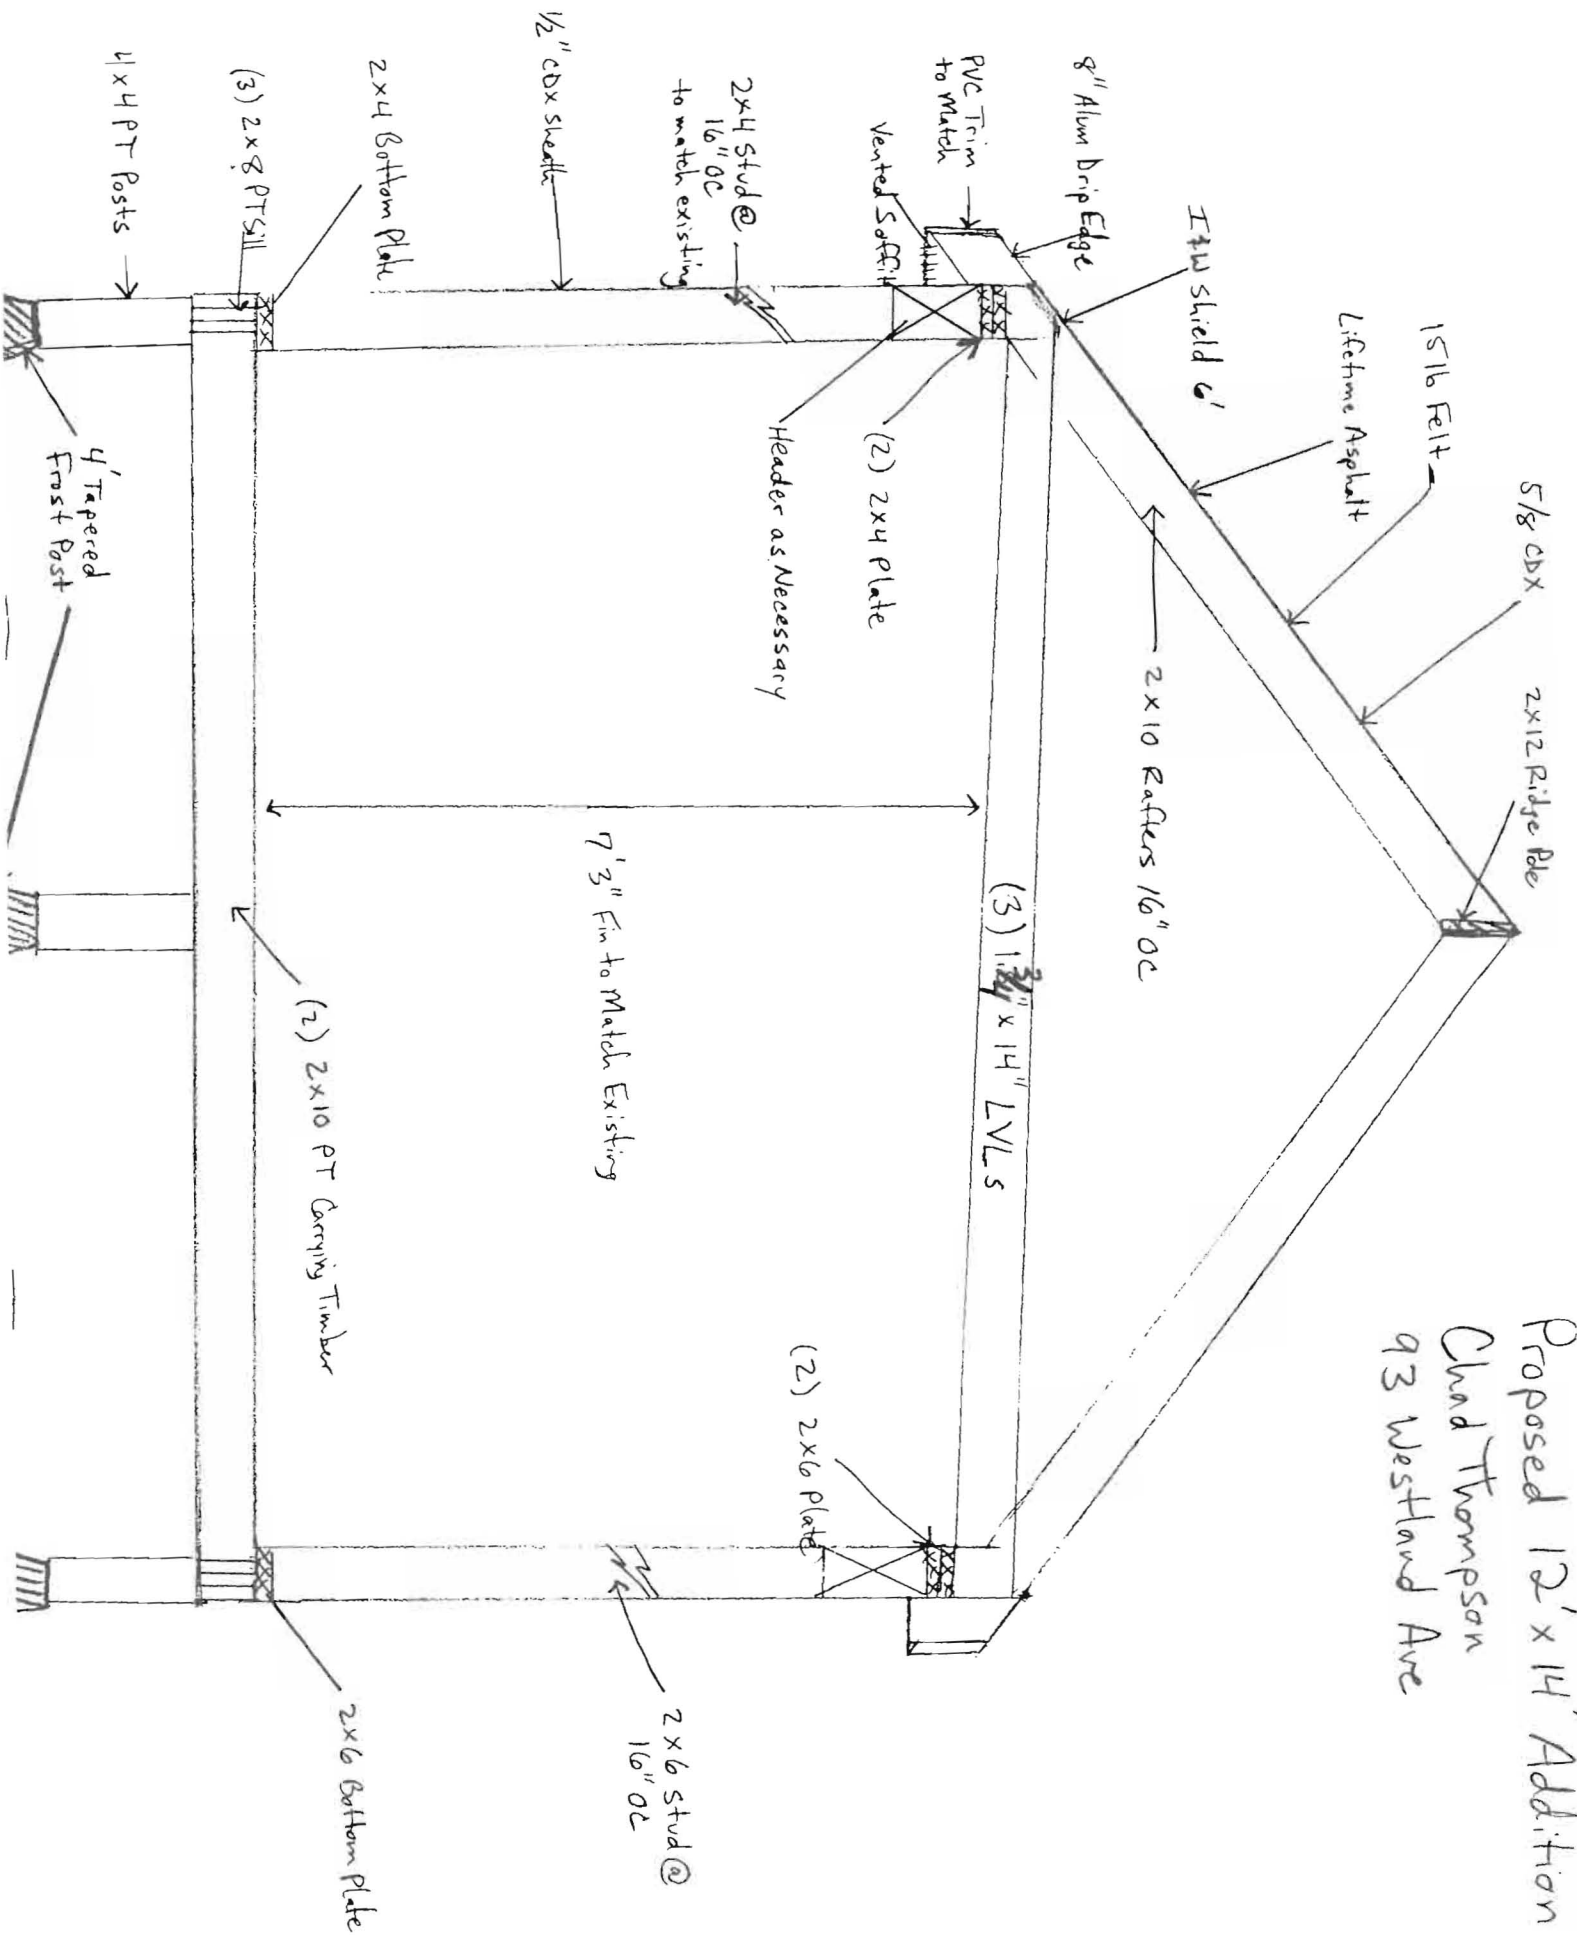 Proposed 12' x 14' Addition
Chad Thompson
93 Westland Ave
2x12 Ridge Pole
5/8 CDX
15 lb Felt
Lifetime Asphalt
I+W Shield 6'
8" Alum Drip Edge
PVC Trim
to Match
Vented Soffit
2x4 Stud@
16" OC
to match existing
1/2" CDX sheath
2x4 Bottom Plate
(3) 2x8 PT Sill
4x4 PT Posts
4' Tapered
Frost Post
2x10 Rafters 16" OC
(2) 2x4 Plate
Header as Necessary
(3) 1 3/4" x 14" LVLs
7'3" Fin to Match Existing
(2) 2x10 PT Carrying Timber
(2) 2x6 Plate
2x6 Stud@
16" OC
2x6 Bottom Plate